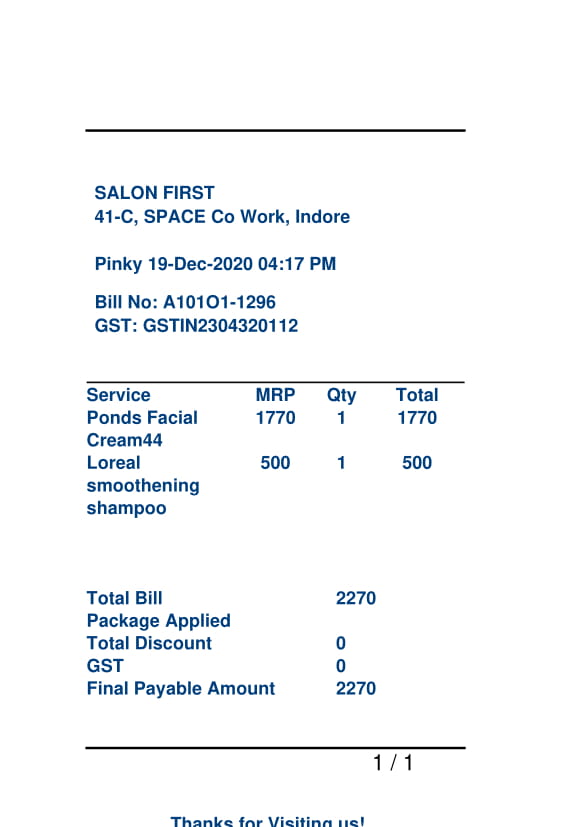 SALON FIRST
41-C, SPACE Co Work, Indore
Pinky 19-Dec-2020 04:17 PM
Bill No: A101O1-1296
GST: GSTIN2304320112
Service MRP Qty Total
Ponds Facial 1770 1 1770
Cream44
Loreal 500 1 500
smoothening
shampoo
Total Bill 2270
Package Applied
Total Discount 0
GST 0
Final Payable Amount 2270
1 / 1
Thanks for Visiting us!